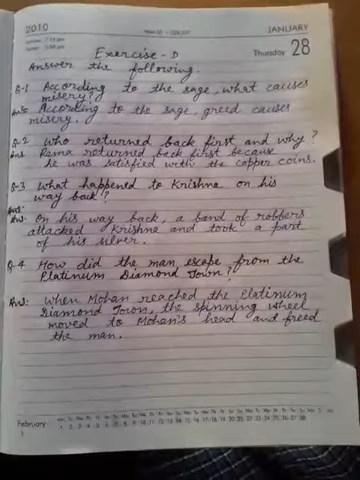 2010
JANUARY
Thursday 28
Exercise - D
Answer the following.
Q-1 According to the sage, what causes
misery?
Ans: According to the sage, greed causes
misery.
Q-2 Who returned back first and why?
Ans Rama returned back first because
he was satisfied with the copper coins.
Q-3 What happened to Krishna on his
way back?
Ans: On his way back, a band of robbers
attacked Krishna and took a part
of his silver.
Q-4 How did the man escape from the
Platinum Diamond Town?
Ans: When Mohan reached the Platinum
Diamond Town, the spinning wheel
moved to Mohan's head and freed
the man.
February